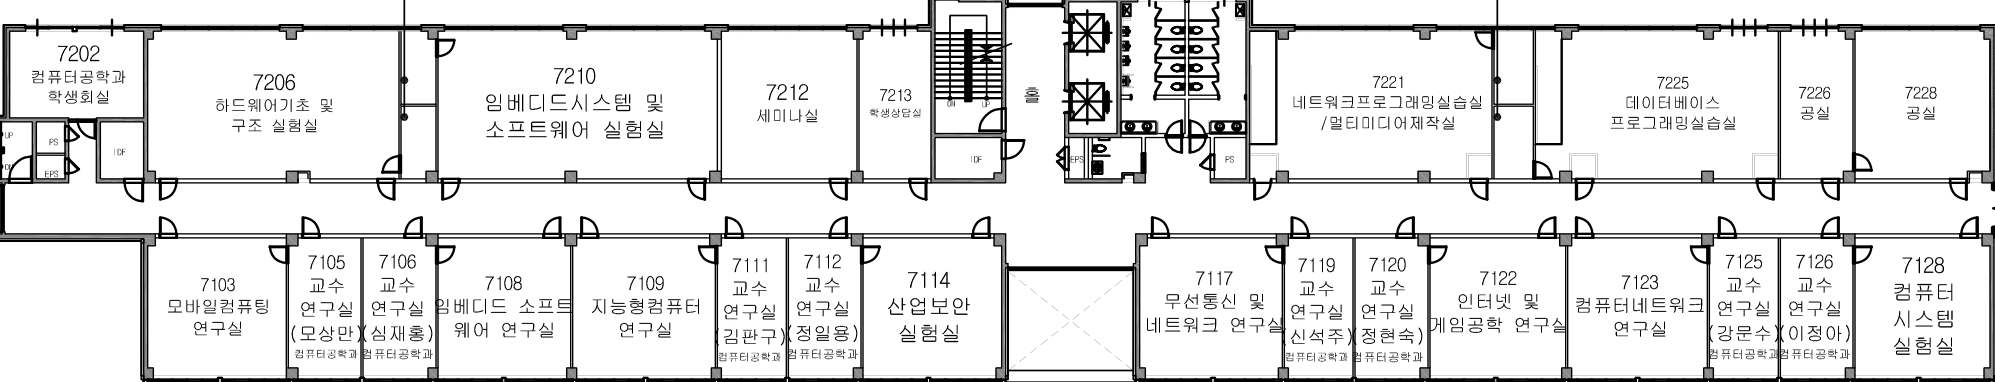 7202
컴퓨터공학과
학생회실
7206
하드웨어기초 및
구조 실험실
7210
임베디드시스템 및
소프트웨어 실험실
7212
세미나실
7213
학생상담실
DN
UP
IDF
홀
EPS
PS
7221
네트워크프로그래밍실습실
/멀티미디어제작실
7225
데이터베이스
프로그래밍실습실
7226
공실
7228
공실
UP
DN
PS
EPS
IDF
7103
모바일컴퓨팅
연구실
7105
교수
연구실
(모상만)
컴퓨터공학과
7106
교수
연구실
(심재홍)
컴퓨터공학과
7108
임베디드 소프트
웨어 연구실
7109
지능형컴퓨터
연구실
7111
교수
연구실
(김판구)
컴퓨터공학과
7112
교수
연구실
(정일용)
컴퓨터공학과
7114
산업보안
실험실
7117
무선통신 및
네트워크 연구실
7119
교수
연구실
(신석주)
컴퓨터공학과
7120
교수
연구실
(정현숙)
컴퓨터공학과
7122
인터넷 및
게임공학 연구실
7123
컴퓨터네트워크
연구실
7125
교수
연구실
(강문수)
컴퓨터공학과
7126
교수
연구실
(이정아)
컴퓨터공학과
7128
컴퓨터
시스템
실험실